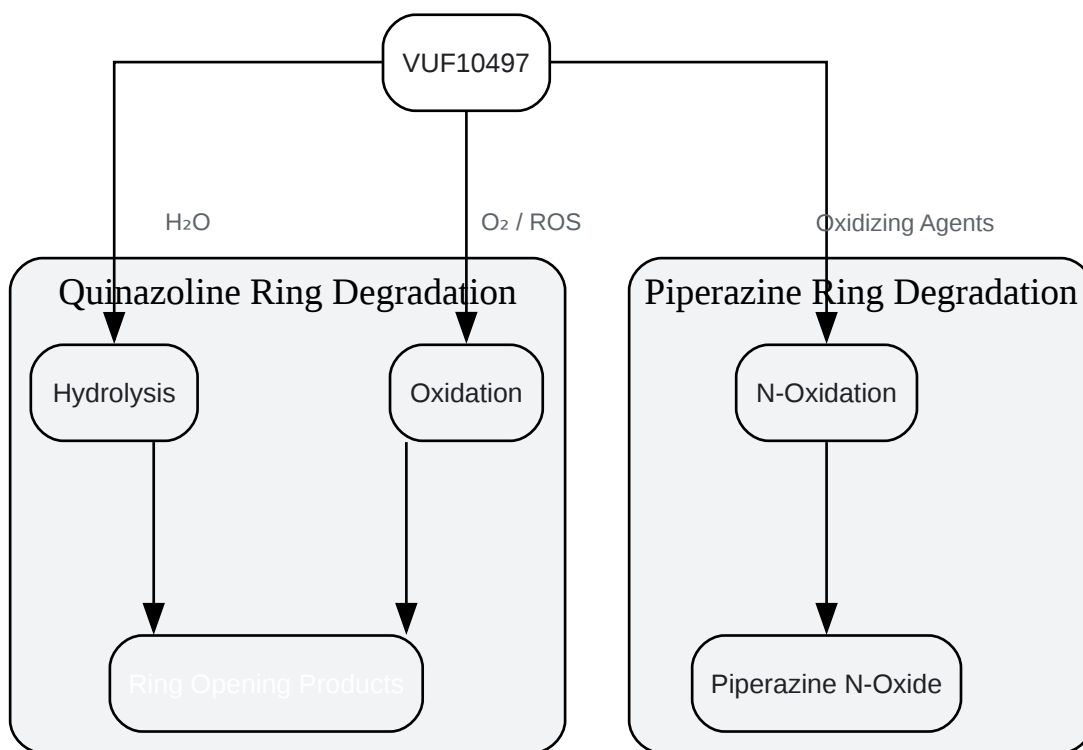 VUF10497
H₂O
O₂ / ROS
Oxidizing Agents
Quinazoline Ring Degradation
Piperazine Ring Degradation
Hydrolysis
Oxidation
N-Oxidation
Ring Opening Products
Piperazine N-Oxide